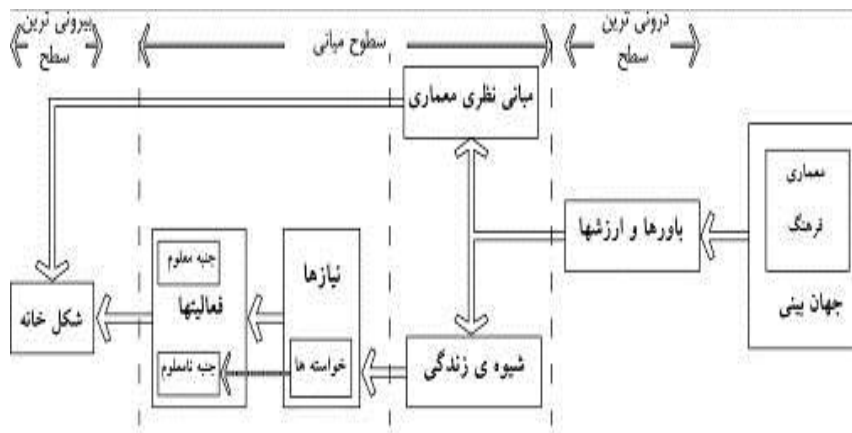 درونی ترین
سطح
سطوح میانی
بیرونی ترین
سطح
مبانی نظری معماری
معماری
فرهنگ
جهان بینی
باورها و ارزشها
شیوه ی زندگی
نیازها
خواسته ها
جنبه معلوم
فعالیتها
جنبه نامعلوم
شکل خانه